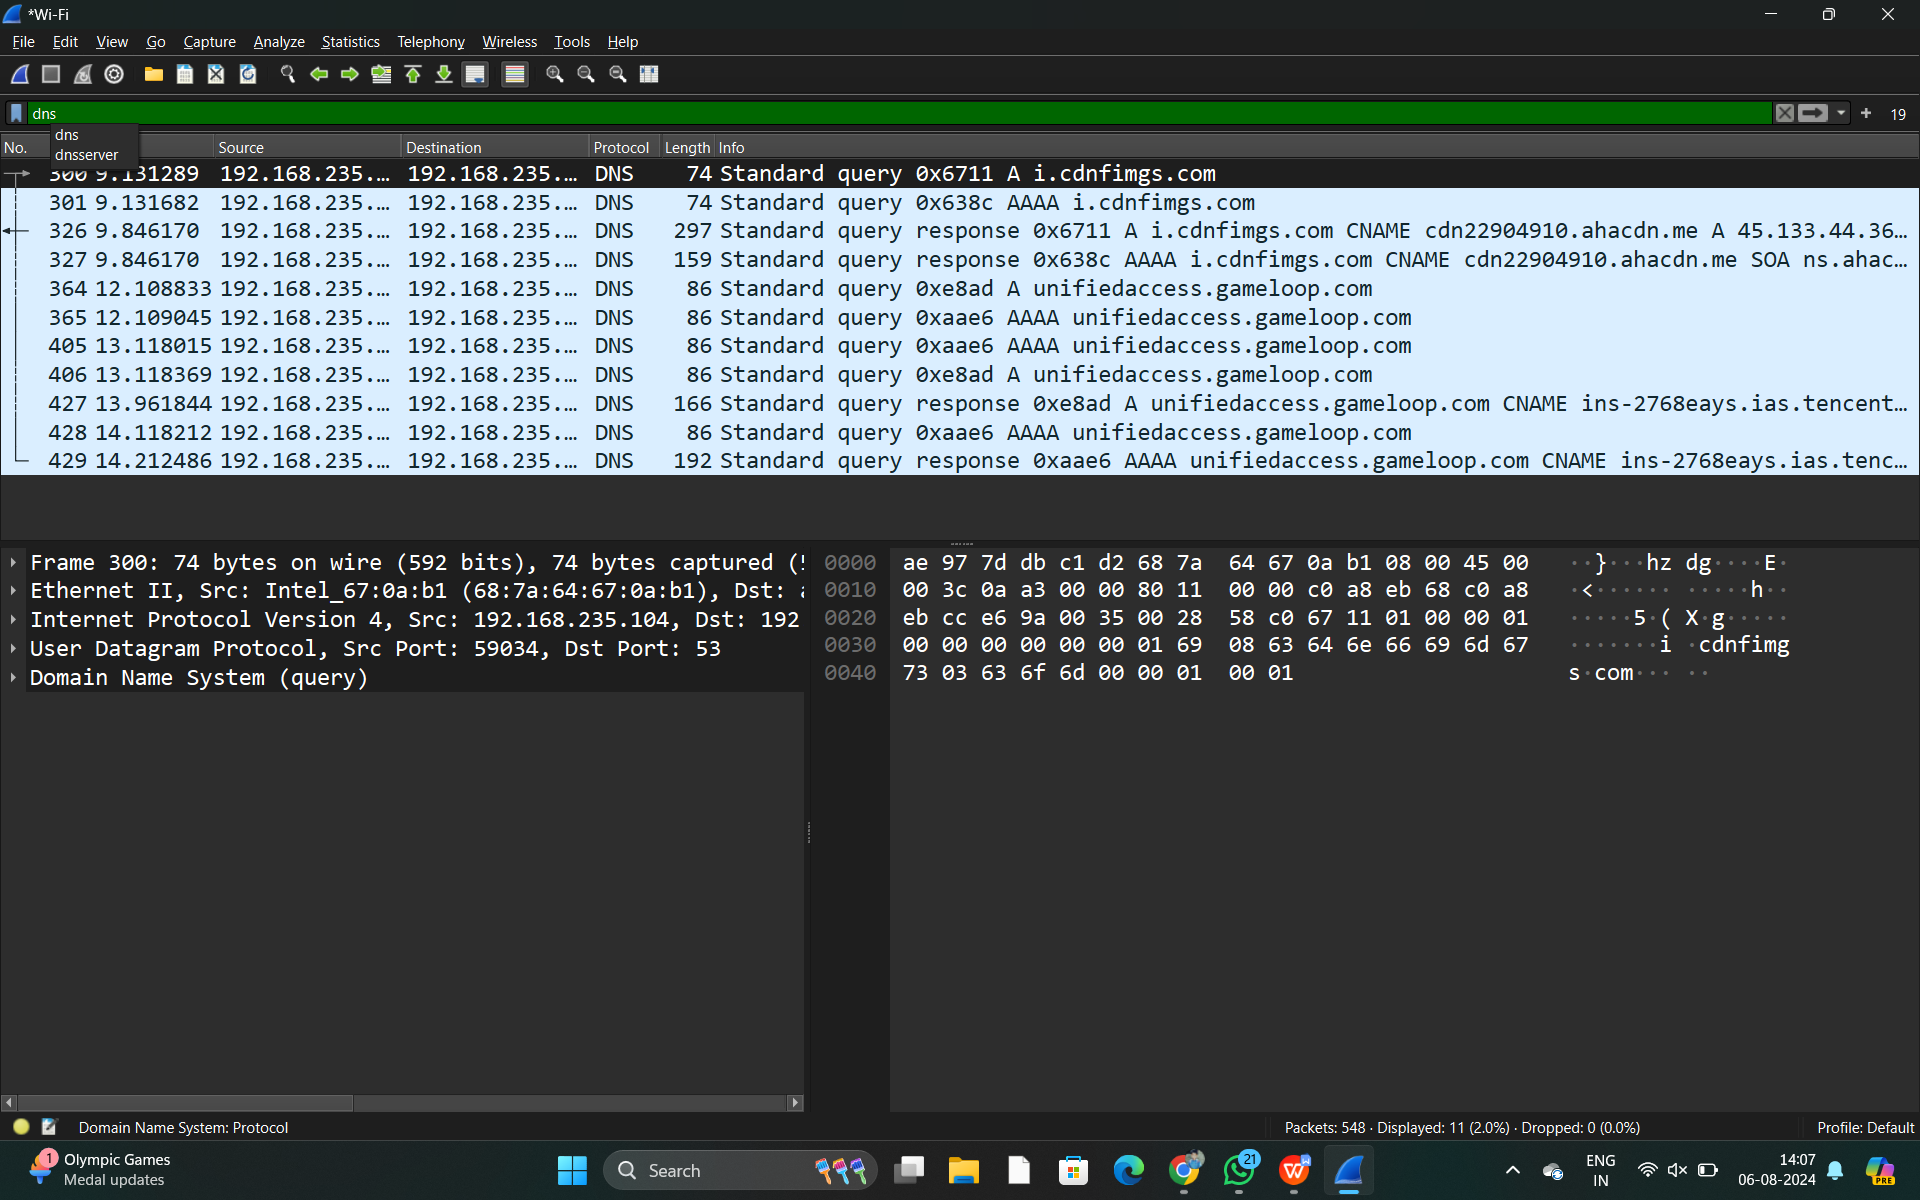 *Wi-Fi
File Edit View Go Capture Analyze Statistics Telephony Wireless Tools Help
dns
19
dns
dnsserver
No. Source Destination Protocol Length Info
300 9.131289 192.168.235.… 192.168.235.… DNS 74 Standard query 0x6711 A i.cdnfimgs.com
301 9.131682 192.168.235.… 192.168.235.… DNS 74 Standard query 0x638c AAAA i.cdnfimgs.com
326 9.846170 192.168.235.… 192.168.235.… DNS 297 Standard query response 0x6711 A i.cdnfimgs.com CNAME cdn22904910.ahacdn.me A 45.133.44.36…
327 9.846170 192.168.235.… 192.168.235.… DNS 159 Standard query response 0x638c AAAA i.cdnfimgs.com CNAME cdn22904910.ahacdn.me SOA ns.ahac…
364 12.108833 192.168.235.… 192.168.235.… DNS 86 Standard query 0xe8ad A unifiedaccess.gameloop.com
365 12.109045 192.168.235.… 192.168.235.… DNS 86 Standard query 0xaae6 AAAA unifiedaccess.gameloop.com
405 13.118015 192.168.235.… 192.168.235.… DNS 86 Standard query 0xaae6 AAAA unifiedaccess.gameloop.com
406 13.118369 192.168.235.… 192.168.235.… DNS 86 Standard query 0xe8ad A unifiedaccess.gameloop.com
427 13.961844 192.168.235.… 192.168.235.… DNS 166 Standard query response 0xe8ad A unifiedaccess.gameloop.com CNAME ins-2768eays.ias.tencent…
428 14.118212 192.168.235.… 192.168.235.… DNS 86 Standard query 0xaae6 AAAA unifiedaccess.gameloop.com
429 14.212486 192.168.235.… 192.168.235.… DNS 192 Standard query response 0xaae6 AAAA unifiedaccess.gameloop.com CNAME ins-2768eays.ias.tenc…
Frame 300: 74 bytes on wire (592 bits), 74 bytes captured (
Ethernet II, Src: Intel_67:0a:b1 (68:7a:64:67:0a:b1), Dst:
Internet Protocol Version 4, Src: 192.168.235.104, Dst: 192
User Datagram Protocol, Src Port: 59034, Dst Port: 53
Domain Name System (query)
0000 ae 97 7d db c1 d2 68 7a 64 67 0a b1 08 00 45 00 ··}···hz dg····E·
0010 00 3c 0a a3 00 00 80 11 00 00 c0 a8 eb 68 c0 a8 ·<······ ·····h··
0020 eb cc e6 9a 00 35 00 28 58 c0 67 11 01 00 00 01 ·····5·( X·g·····
0030 00 00 00 00 00 00 01 69 08 63 64 6e 66 69 6d 67 ·······i ·cdnfimg
0040 73 03 63 6f 6d 00 00 01 00 01 s·com··· ··
Domain Name System: Protocol
Packets: 548 · Displayed: 11 (2.0%) · Dropped: 0 (0.0%)
Profile: Default
1
Olympic Games
Medal updates
Search
21
W
ENG
IN
14:07
06-08-2024
PRE